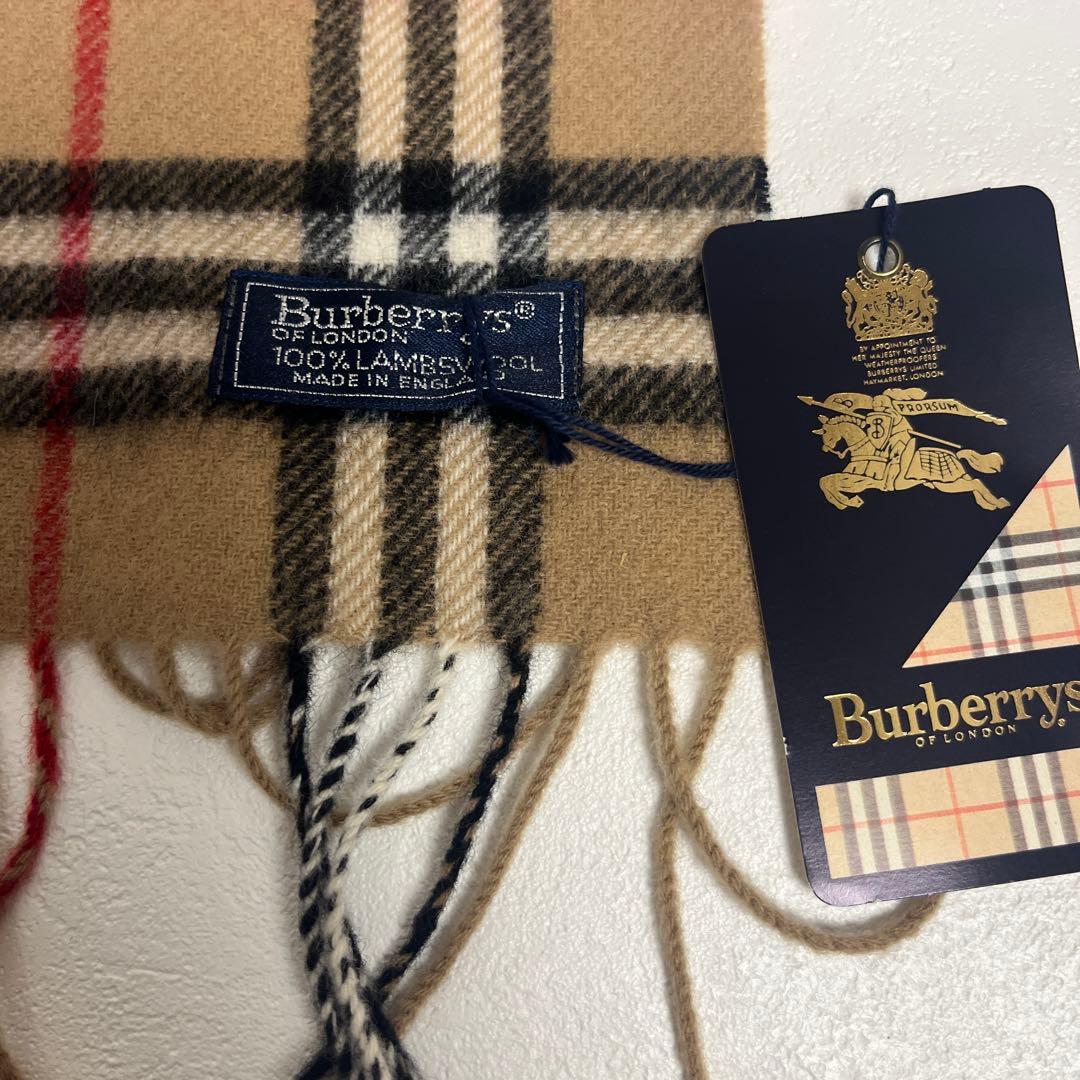 Burberrys®
OF LONDON
100% LAMBSWOOL
MADE IN ENGLAND
BY APPOINTMENT TO
HER MAJESTY THE QUEEN
WEATHERPROOFERS
BURBERRYS LIMITED
HAYMARKET, LONDON
PRORSUM
B
Burberrys
OF LONDON